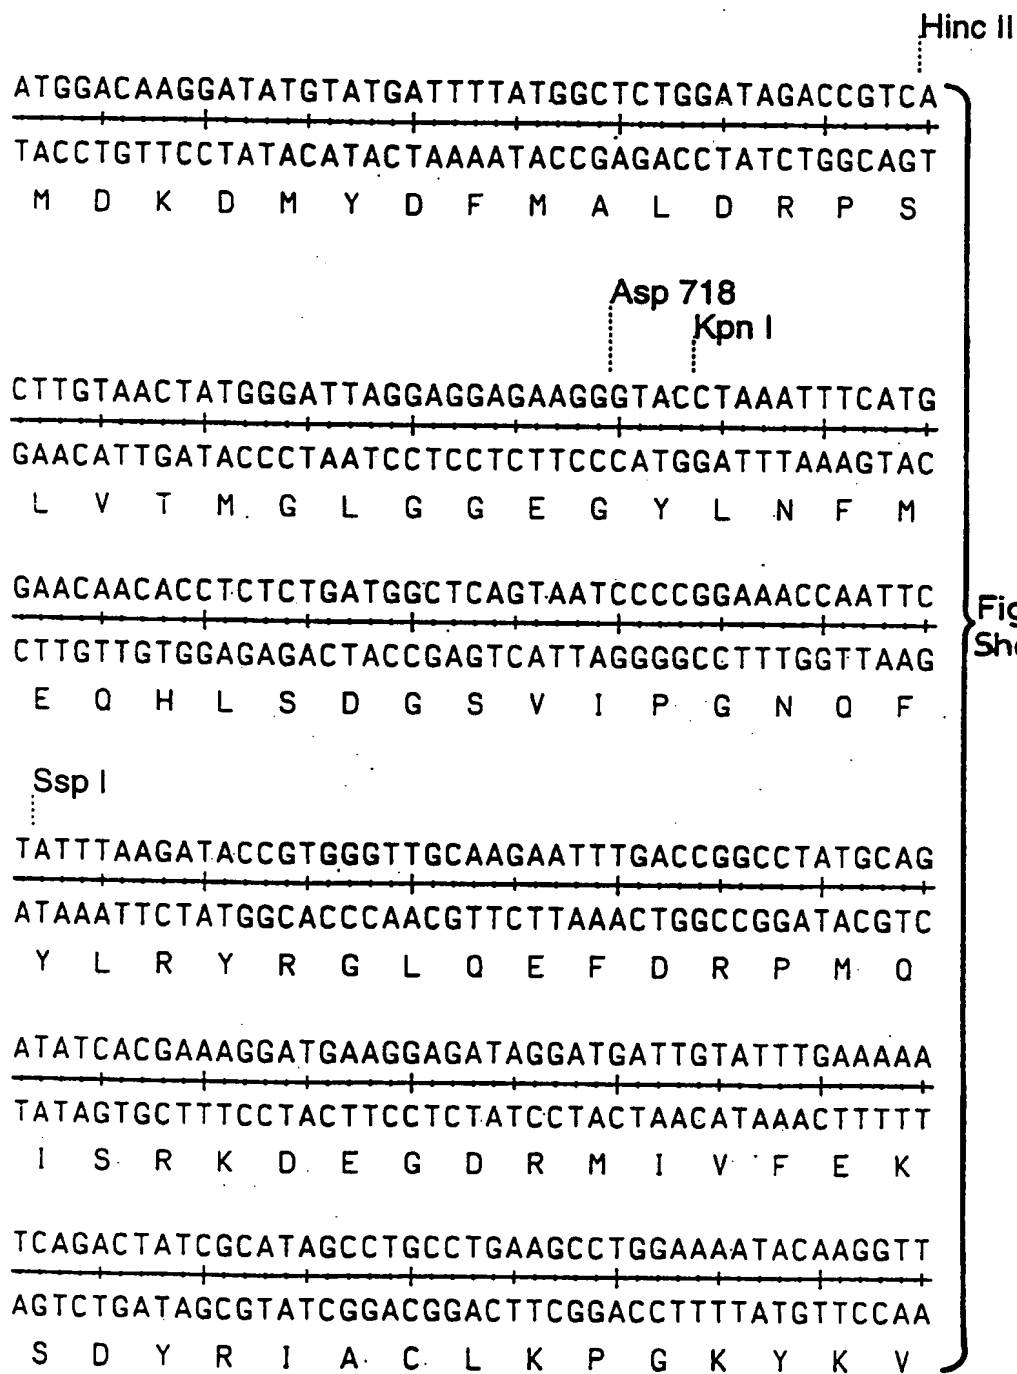 Hinc II
ATGGACAAGGATATGTATGATTTTATGGCTCTGGATAGACCGTCA
TACCTGTTCCTATACATACTAAAATACCGAGACCTATCTGGCAGT
M D K D M Y D F M A L D R P S
Asp 718
Kpn I
CTTGTAACTATGGGATTAGGAGGAGAAGGGTACCTAAATTTCATG
GAACATTGATACCCTAATCCTCCTCTTCCCATGGATTTAAAGTAC
L V T M G L G G E G Y L N F M
GAACAACACCTCTCTGATGGCTCAGTAATCCCCGGAAACCAATTC
CTTGTTGTGGAGAGACTACCGAGTCATTAGGGGCCTTTGGTTAAG
E Q H L S D G S V I P G N Q F
Ssp I
TATTTAAGATACCGTGGGTTGCAAGAATTTGACCGGCCTATGCAG
ATAAATTCTATGGCACCCAACGTTCTTAAACTGGCCGGATACGTC
Y L R Y R G L Q E F D R P M Q
ATATCACGAAAGGATGAAGGAGATAGGATGATTGTATTTGAAAAA
TATAGTGCTTTCCTACTTCCTCTATCCTACTAACATAAACTTTTT
I S R K D E G D R M I V F E K
TCAGACTATCGCATAGCCTGCCTGAAGCCTGGAAAATACAAGGTT
AGTCTGATAGCGTATCGGACGGACTTCGGACCTTTTATGTTCCAA
S D Y R I A C L K P G K Y K V